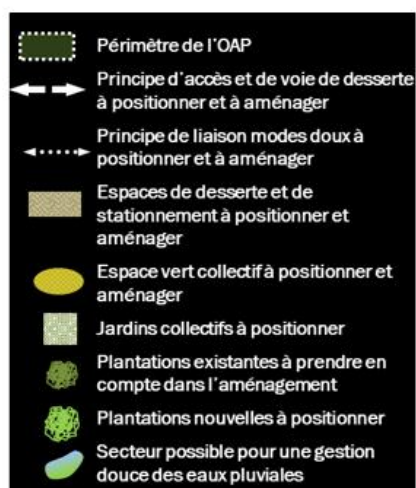 Périmètre de l'OAP
Principe d'accès et de voie de desserte
à positionner et à aménager
Principe de liaison modes doux à
positionner et à aménager
Espaces de desserte et de
stationnement à positionner et
aménager
Espace vert collectif à positionner et
aménager
Jardins collectifs à positionner
Plantations existantes à prendre en
compte dans l'aménagement
Plantations nouvelles à positionner
Secteur possible pour une gestion
douce des eaux pluviales